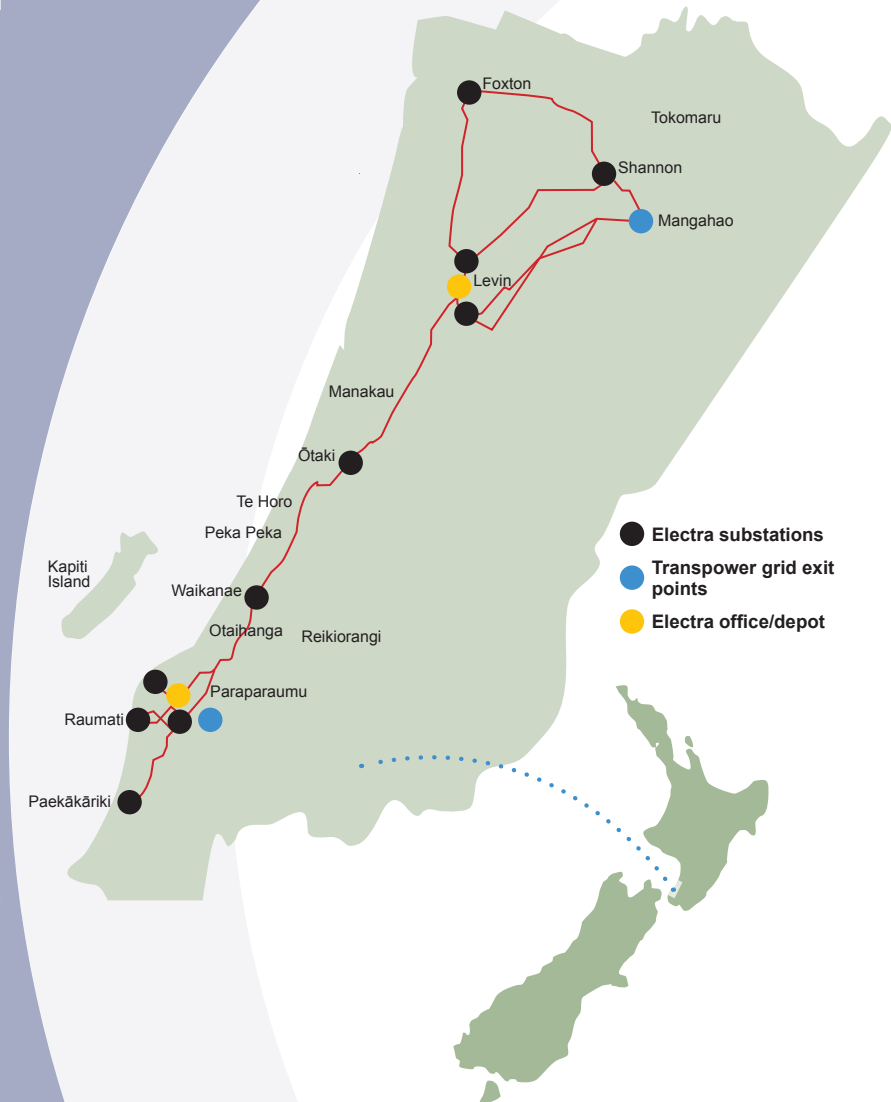 Foxton
Tokomaru
Shannon
Mangahao
Levin
Manakau
Ōtaki
Te Horo
Peka Peka
Kapiti
Island
Waikanae
Otaihanga
Reikiorangi
Paraparaumu
Raumati
Paekākāriki
Electra substations
Transpower grid exit
points
Electra office/depot